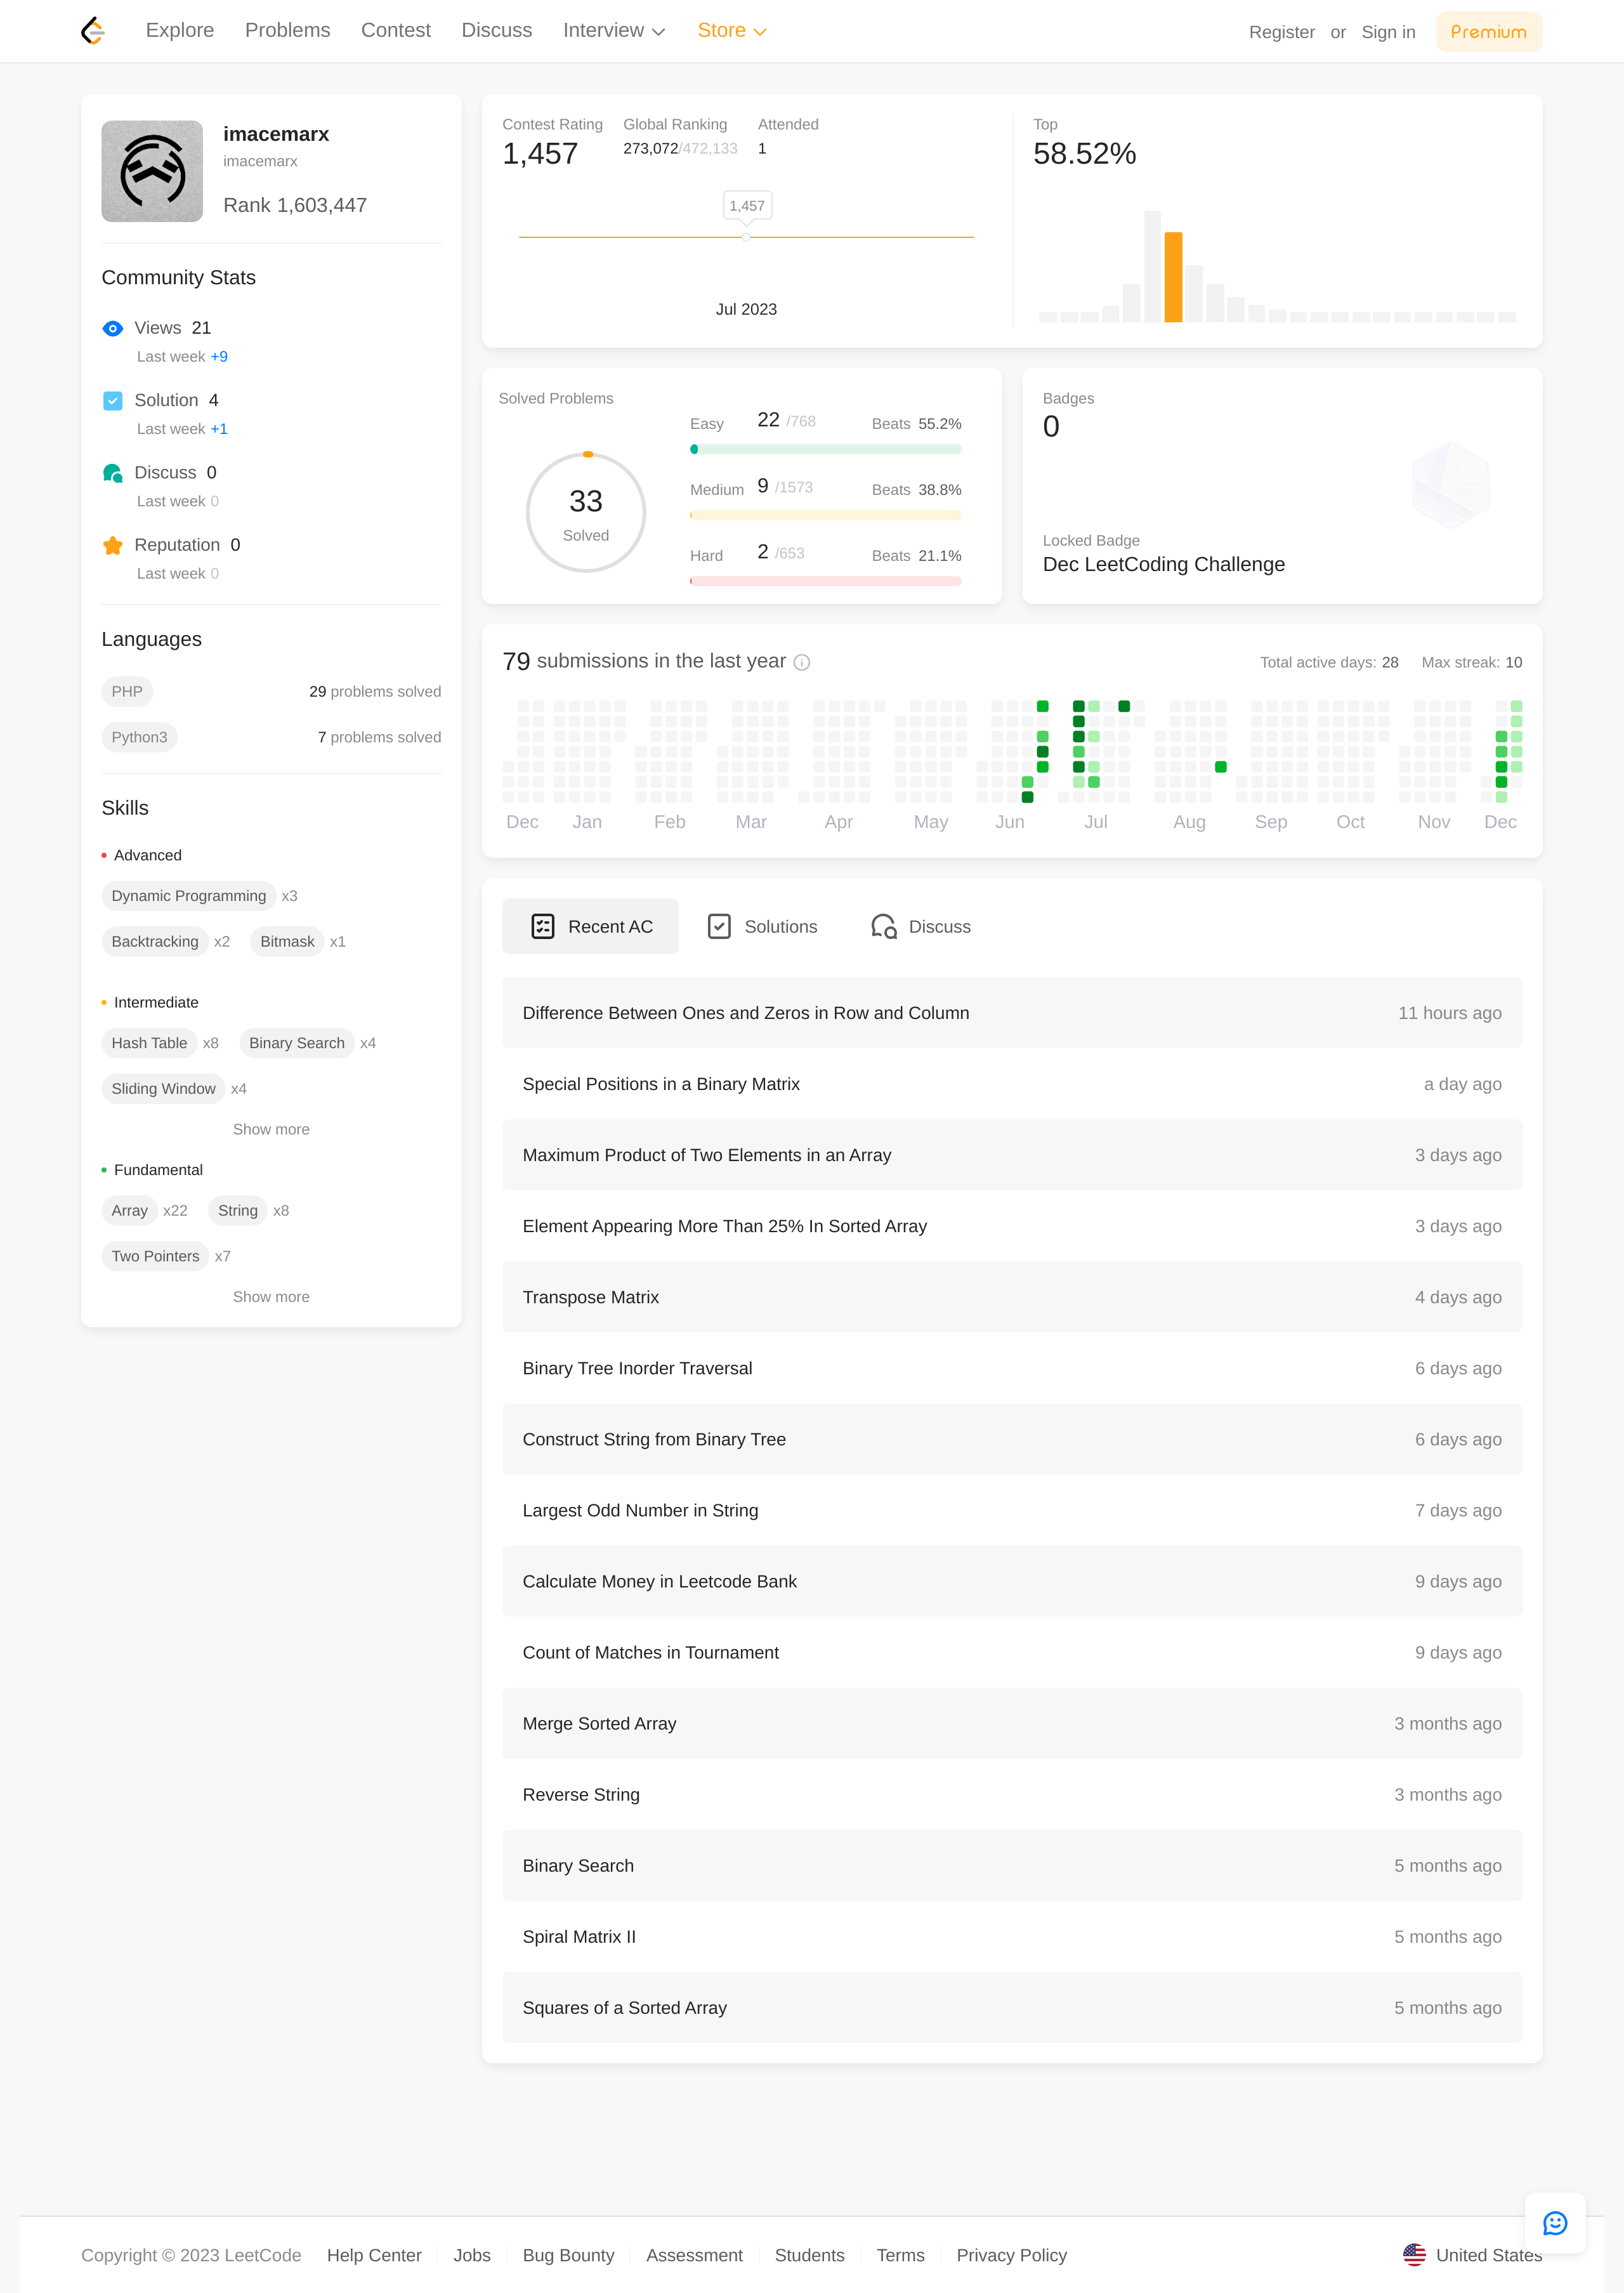 Explore Problems Contest Discuss Interview Store Register or Sign in Premium
imacemarx
imacemarx
Rank 1,603,447
Community Stats
Views 21
Last week +9
Solution 4
Last week +1
Discuss 0
Last week 0
Reputation 0
Last week 0
Languages
PHP 29 problems solved
Python3 7 problems solved
Skills
Advanced
Dynamic Programming x3
Backtracking x2 Bitmask x1
Intermediate
Hash Table x8 Binary Search x4
Sliding Window x4
Show more
Fundamental
Array x22 String x8
Two Pointers x7
Show more
Contest Rating Global Ranking Attended
1,457 273,072/472,133 1
1,457
Jul 2023
Top
58.52%
Solved Problems
33
Solved
Easy 22 /768 Beats 55.2%
Medium 9 /1573 Beats 38.8%
Hard 2 /653 Beats 21.1%
Badges
0
Locked Badge
Dec LeetCoding Challenge
79 submissions in the last year Total active days: 28 Max streak: 10
Dec Jan Feb Mar Apr May Jun Jul Aug Sep Oct Nov Dec
Recent AC Solutions Discuss
Difference Between Ones and Zeros in Row and Column 11 hours ago
Special Positions in a Binary Matrix a day ago
Maximum Product of Two Elements in an Array 3 days ago
Element Appearing More Than 25% In Sorted Array 3 days ago
Transpose Matrix 4 days ago
Binary Tree Inorder Traversal 6 days ago
Construct String from Binary Tree 6 days ago
Largest Odd Number in String 7 days ago
Calculate Money in Leetcode Bank 9 days ago
Count of Matches in Tournament 9 days ago
Merge Sorted Array 3 months ago
Reverse String 3 months ago
Binary Search 5 months ago
Spiral Matrix II 5 months ago
Squares of a Sorted Array 5 months ago
Copyright © 2023 LeetCode Help Center Jobs Bug Bounty Assessment Students Terms Privacy Policy United States